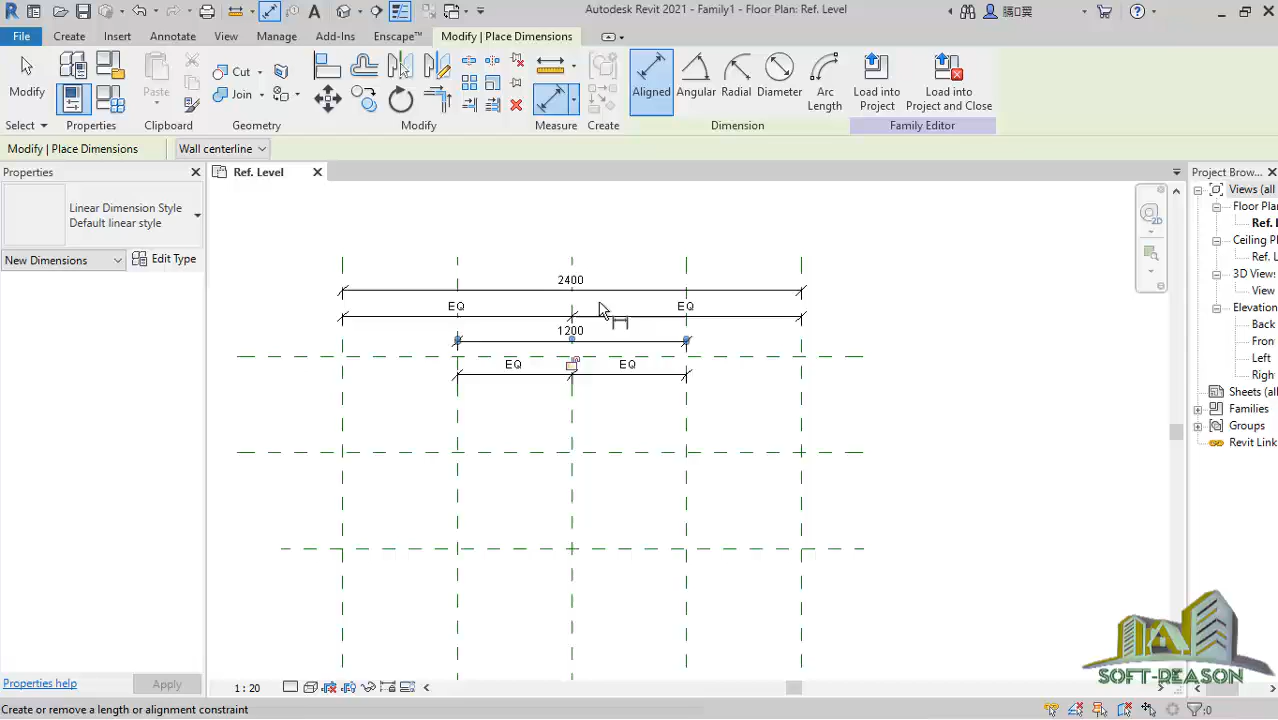 Autodesk Revit 2021 - Family1 - Floor Plan: Ref. Level
File
Create
Insert
Annotate
View
Manage
Add-Ins
Enscape™
Modify | Place Dimensions
Modify
Paste
Cut
Join
Aligned
Angular
Radial
Diameter
Arc
Length
Load into
Project
Load into
Project and Close
Select
Properties
Clipboard
Geometry
Modify
Measure
Create
Dimension
Family Editor
Modify | Place Dimensions
Wall centerline
Properties
Linear Dimension Style
Default linear style
New Dimensions
Edit Type
Ref. Level
2400
EQ
EQ
1200
EQ
EQ
2D
Project Brow...
Views (all
Floor Plan
Ref. L
Ceiling Pl
Ref. L
3D Views
View
Elevation
Back
Fron
Left
Righ
Sheets (all
Families
Groups
Revit Link
SOFT-REASON
Properties help
Apply
1 : 20
Create or remove a length or alignment constraint
:0